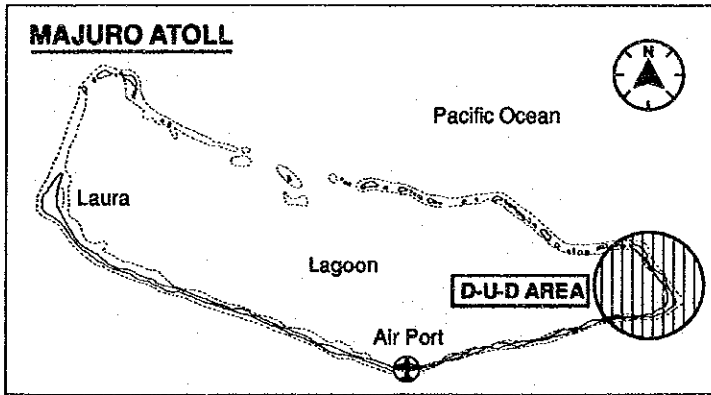 MAJURO ATOLL
N
Pacific Ocean
Laura
Lagoon
D-U-D AREA
Air Port